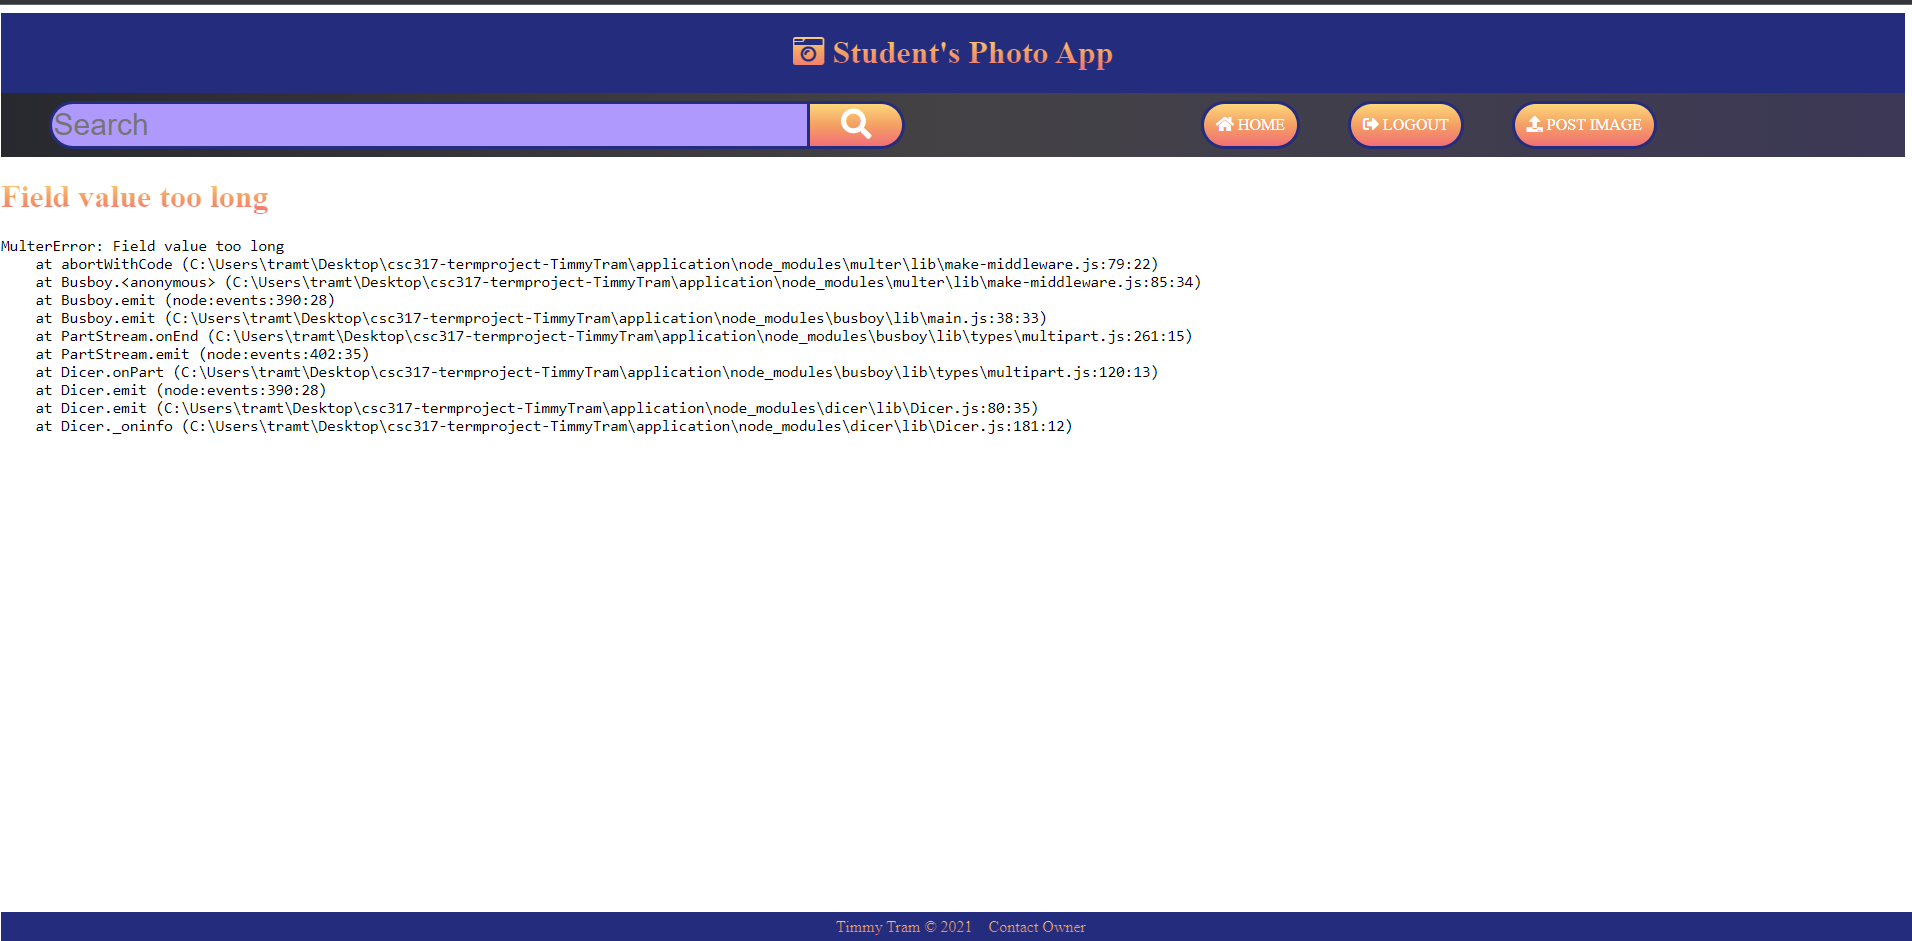 Student's Photo App
Search
HOME
LOGOUT
POST IMAGE
Field value too long
MulterError: Field value too long
    at abortWithCode (C:\Users\tramt\Desktop\csc317-termproject-TimmyTram\application\node_modules\multer\lib\make-middleware.js:79:22)
    at Busboy.<anonymous> (C:\Users\tramt\Desktop\csc317-termproject-TimmyTram\application\node_modules\multer\lib\make-middleware.js:85:34)
    at Busboy.emit (node:events:390:28)
    at Busboy.emit (C:\Users\tramt\Desktop\csc317-termproject-TimmyTram\application\node_modules\busboy\lib\main.js:38:33)
    at PartStream.onEnd (C:\Users\tramt\Desktop\csc317-termproject-TimmyTram\application\node_modules\busboy\lib\types\multipart.js:261:15)
    at PartStream.emit (node:events:402:35)
    at Dicer.onPart (C:\Users\tramt\Desktop\csc317-termproject-TimmyTram\application\node_modules\busboy\lib\types\multipart.js:120:13)
    at Dicer.emit (node:events:390:28)
    at Dicer.emit (C:\Users\tramt\Desktop\csc317-termproject-TimmyTram\application\node_modules\dicer\lib\Dicer.js:80:35)
    at Dicer._oninfo (C:\Users\tramt\Desktop\csc317-termproject-TimmyTram\application\node_modules\dicer\lib\Dicer.js:181:12)
Timmy Tram © 2021 Contact Owner